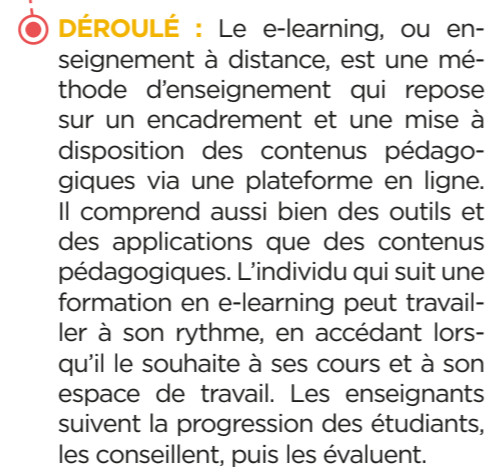 DÉROULÉ : Le e-learning, ou en-
seignement à distance, est une mé-
thode d’enseignement qui repose
sur un encadrement et une mise à
disposition des contenus pédago-
giques via une plateforme en ligne.
Il comprend aussi bien des outils et
des applications que des contenus
pédagogiques. L’individu qui suit une
formation en e-learning peut travail-
ler à son rythme, en accédant lors-
qu’il le souhaite à ses cours et à son
espace de travail. Les enseignants
suivent la progression des étudiants,
les conseillent, puis les évaluent.